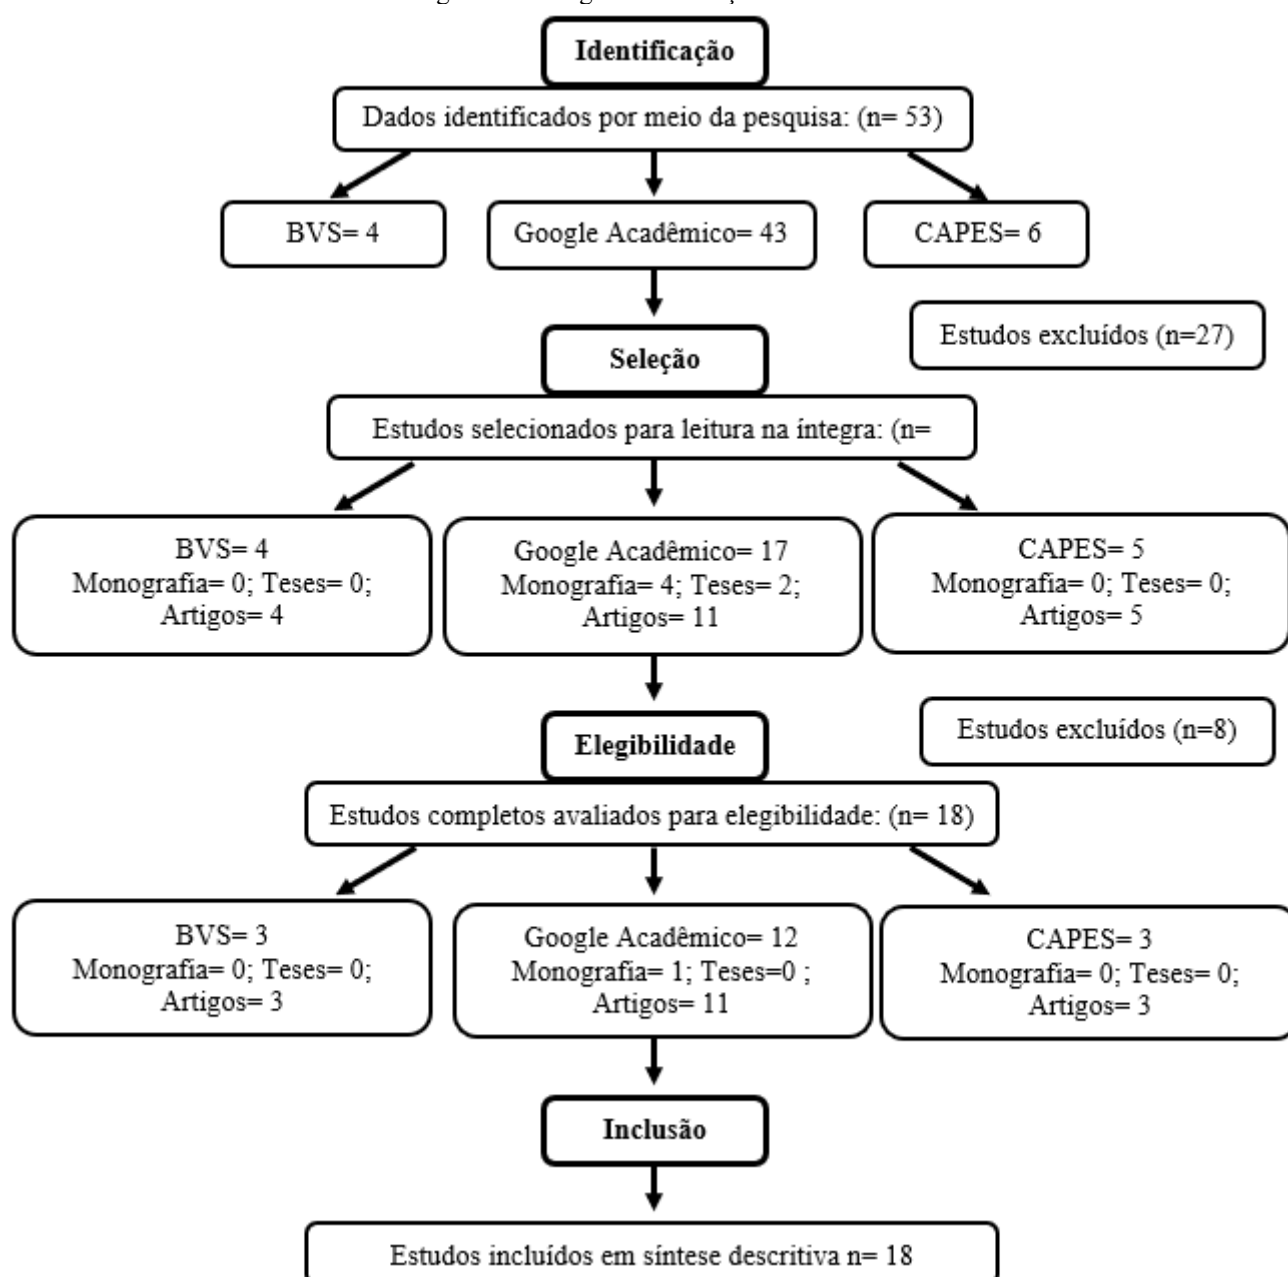 Identificação
Dados identificados por meio da pesquisa: (n= 53)
BVS= 4
Google Acadêmico= 43
CAPES= 6
Estudos excluídos (n=27)
Seleção
Estudos selecionados para leitura na íntegra: (n=
BVS= 4
Monografia= 0; Teses= 0;
Artigos= 4
Google Acadêmico= 17
Monografia= 4; Teses= 2;
Artigos= 11
CAPES= 5
Monografia= 0; Teses= 0;
Artigos= 5
Estudos excluídos (n=8)
Elegibilidade
Estudos completos avaliados para elegibilidade: (n= 18)
BVS= 3
Monografia= 0; Teses= 0;
Artigos= 3
Google Acadêmico= 12
Monografia= 1; Teses=0 ;
Artigos= 11
CAPES= 3
Monografia= 0; Teses= 0;
Artigos= 3
Inclusão
Estudos incluídos em síntese descritiva n= 18